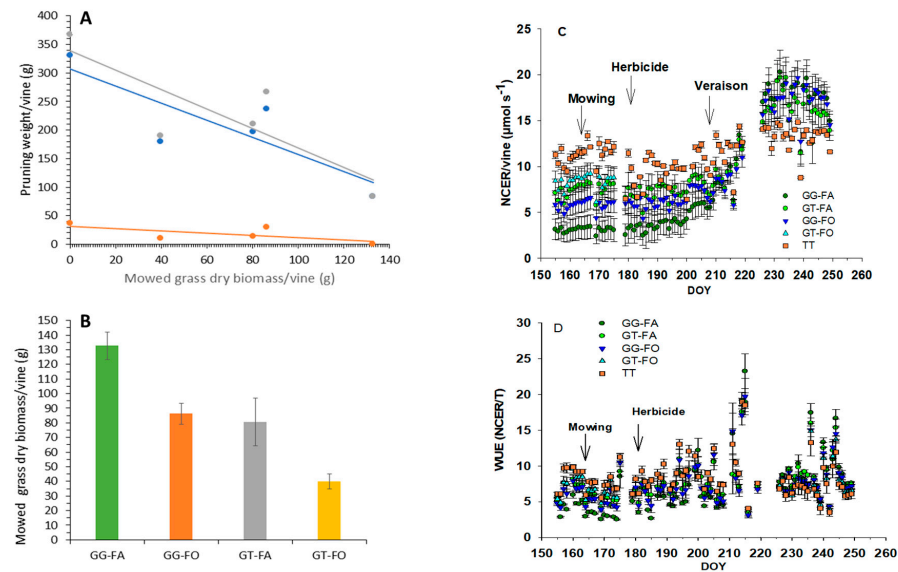 A
Pruning weight/vine (g)
400
350
300
250
200
150
100
50
0
0 20 40 60 80 100 120 140
Mowed grass dry biomass/vine (g)
B
Mowed grass dry biomass/vine (g)
150
140
130
120
110
100
90
80
70
60
50
40
30
20
10
0
GG-FA GG-FO GT-FA GT-FO
C
NCER/vine (µmol s⁻¹)
25
20
15
10
5
0
Herbicide
Mowing
Veraison
GG-FA
GT-FA
GG-FO
GT-FO
TT
150 160 170 180 190 200 210 220 230 240 250 260
DOY
D
WUE (NCER/T)
30
25
20
15
10
5
0
GG-FA
GT-FA
GG-FO
GT-FO
TT
Mowing
Herbicide
150 160 170 180 190 200 210 220 230 240 250 260
DOY